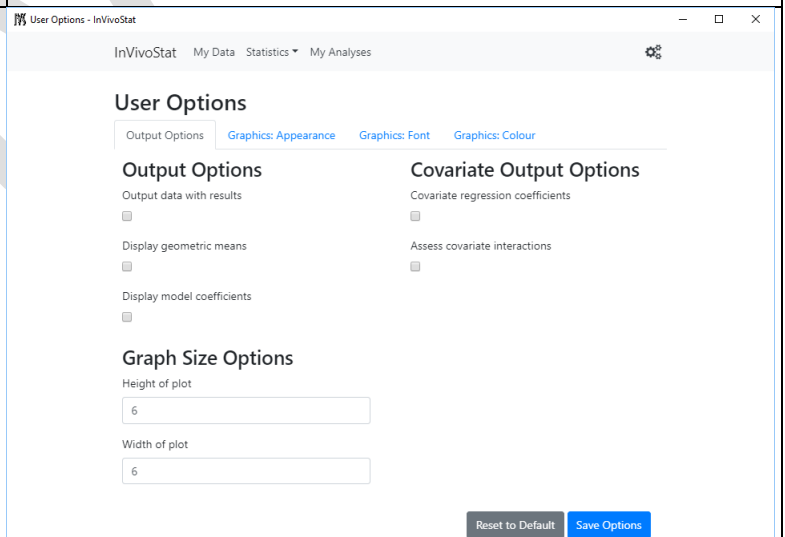 User Options - InVivoStat
InVivoStat My Data Statistics My Analyses
User Options
Output Options Graphics: Appearance Graphics: Font Graphics: Colour
Output Options
Output data with results
Display geometric means
Display model coefficients
Covariate Output Options
Covariate regression coefficients
Assess covariate interactions
Graph Size Options
Height of plot
6
Width of plot
6
Reset to Default Save Options